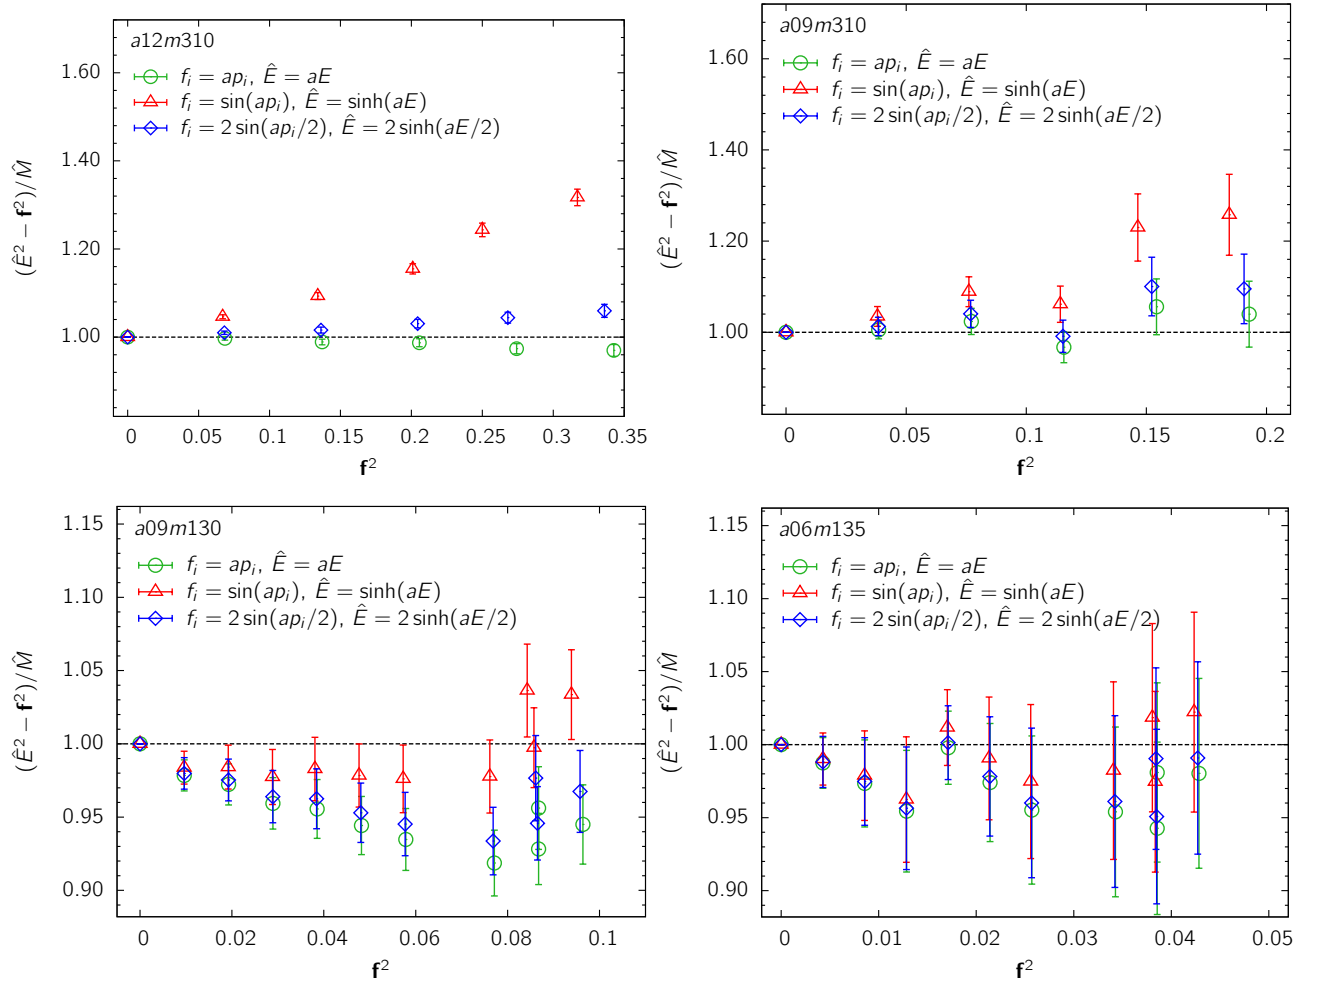 a12m310
f_i = ap_i, Ê = aE
f_i = sin(ap_i), Ê = sinh(aE)
f_i = 2 sin(ap_i/2), Ê = 2 sinh(aE/2)
(Ê² − f²)/M̂
1.60
1.40
1.20
1.00
0 0.05 0.1 0.15 0.2 0.25 0.3 0.35
f²
a09m310
f_i = ap_i, Ê = aE
f_i = sin(ap_i), Ê = sinh(aE)
f_i = 2 sin(ap_i/2), Ê = 2 sinh(aE/2)
(Ê² − f²)/M̂
1.60
1.40
1.20
1.00
0 0.05 0.1 0.15 0.2
f²
a09m130
f_i = ap_i, Ê = aE
f_i = sin(ap_i), Ê = sinh(aE)
f_i = 2 sin(ap_i/2), Ê = 2 sinh(aE/2)
(Ê² − f²)/M̂
1.15
1.10
1.05
1.00
0.95
0.90
0 0.02 0.04 0.06 0.08 0.1
f²
a06m135
f_i = ap_i, Ê = aE
f_i = sin(ap_i), Ê = sinh(aE)
f_i = 2 sin(ap_i/2), Ê = 2 sinh(aE/2)
(Ê² − f²)/M̂
1.15
1.10
1.05
1.00
0.95
0.90
0 0.01 0.02 0.03 0.04 0.05
f²